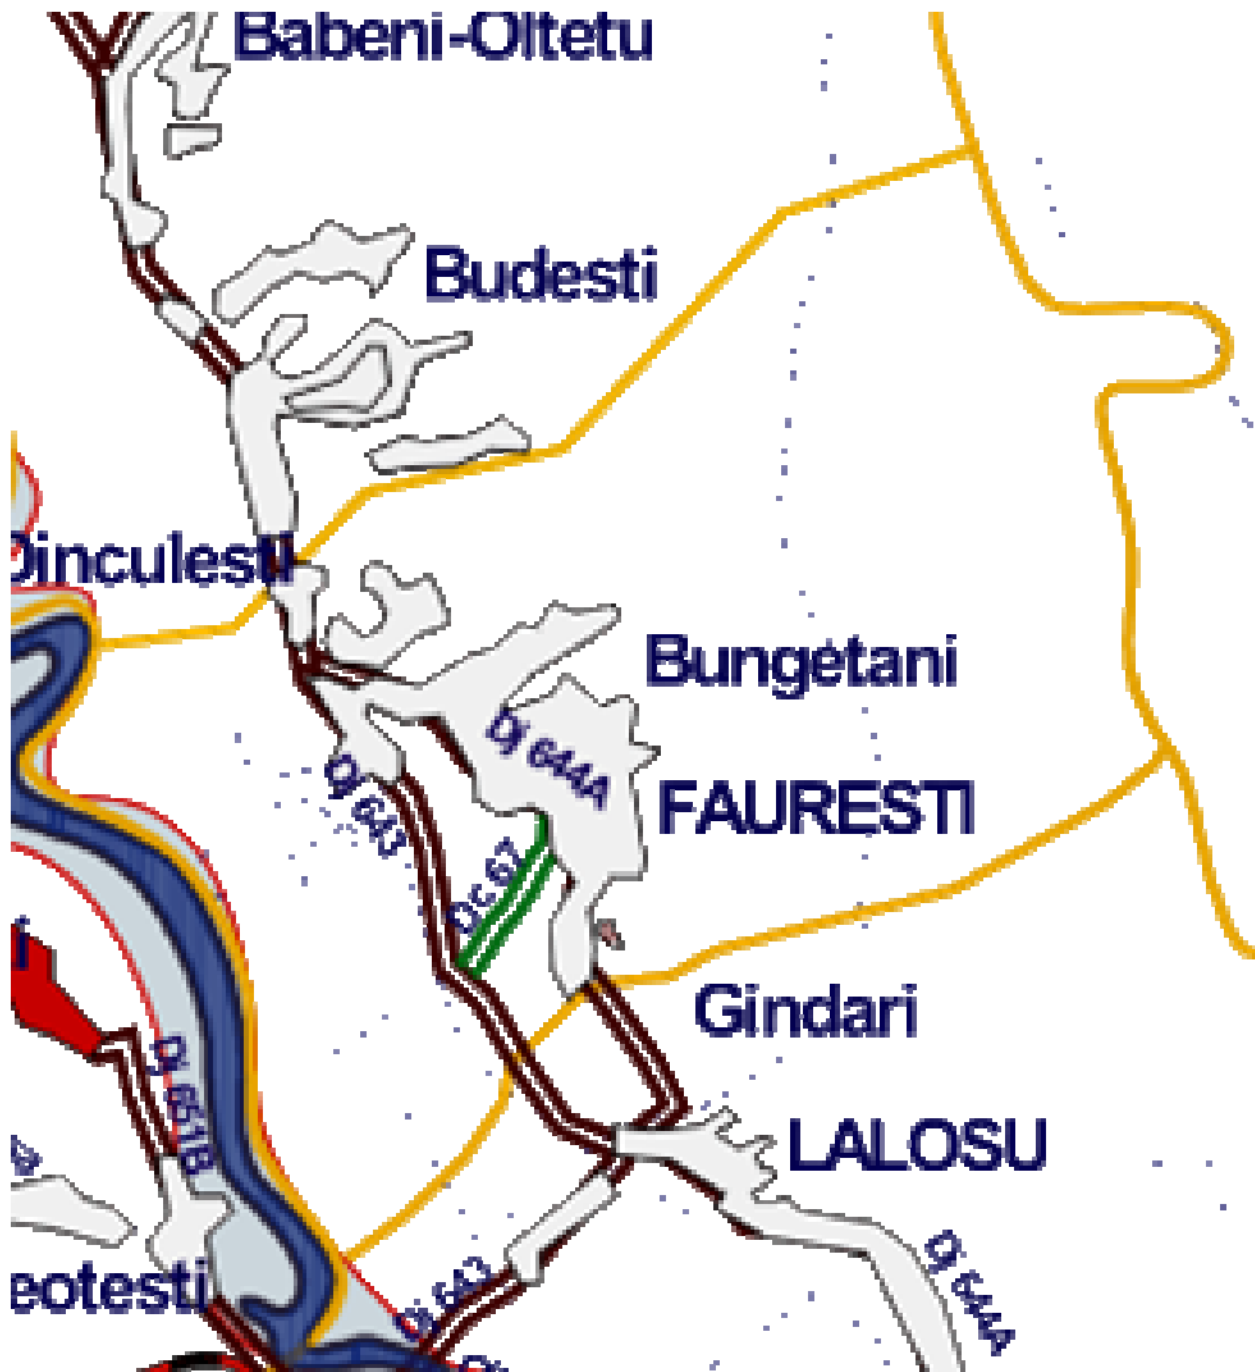 Babeni-Oltetu
Budesti
Dinculesti
Bungetani
Dj 644A
Dj 643
FAURESTI
Dc 67
i
Gindari
Dj 651B
LALOSU
Dj 643
Dj 644A
eotesti